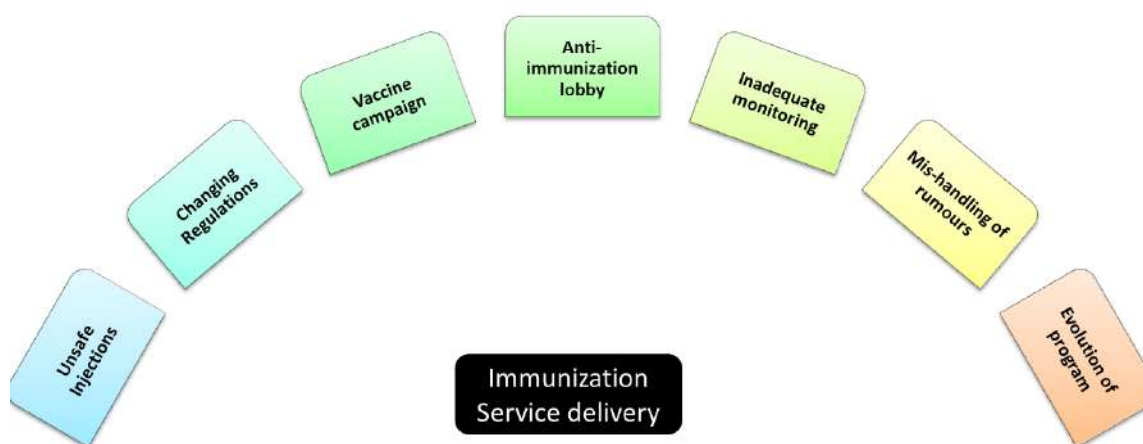 Unsafe
Injections
Changing
Regulations
Vaccine
campaign
Anti-
immunization
lobby
Inadequate
monitoring
Mis-handling of
rumours
Evolution of
program
Immunization
Service delivery